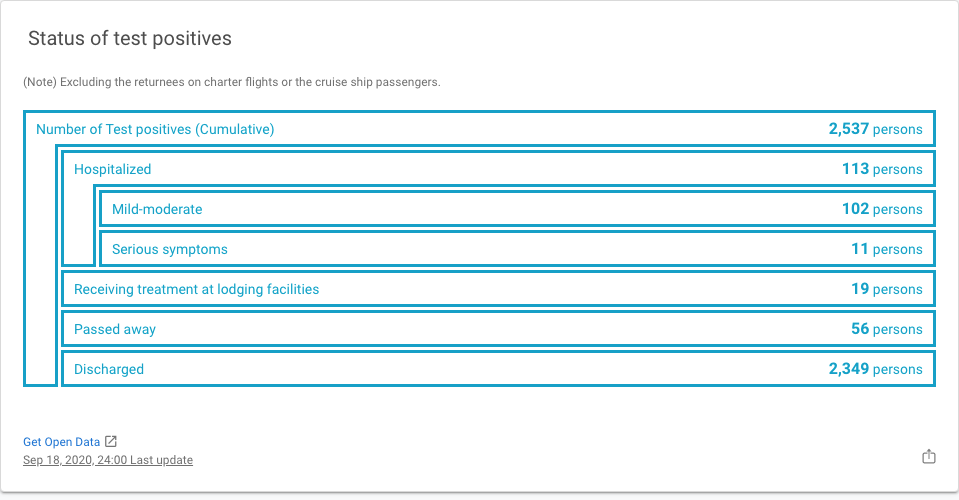 Status of test positives
(Note) Excluding the returnees on charter flights or the cruise ship passengers.
Number of Test positives (Cumulative) 2,537 persons
Hospitalized 113 persons
Mild-moderate 102 persons
Serious symptoms 11 persons
Receiving treatment at lodging facilities 19 persons
Passed away 56 persons
Discharged 2,349 persons
Get Open Data
Sep 18, 2020, 24:00 Last update